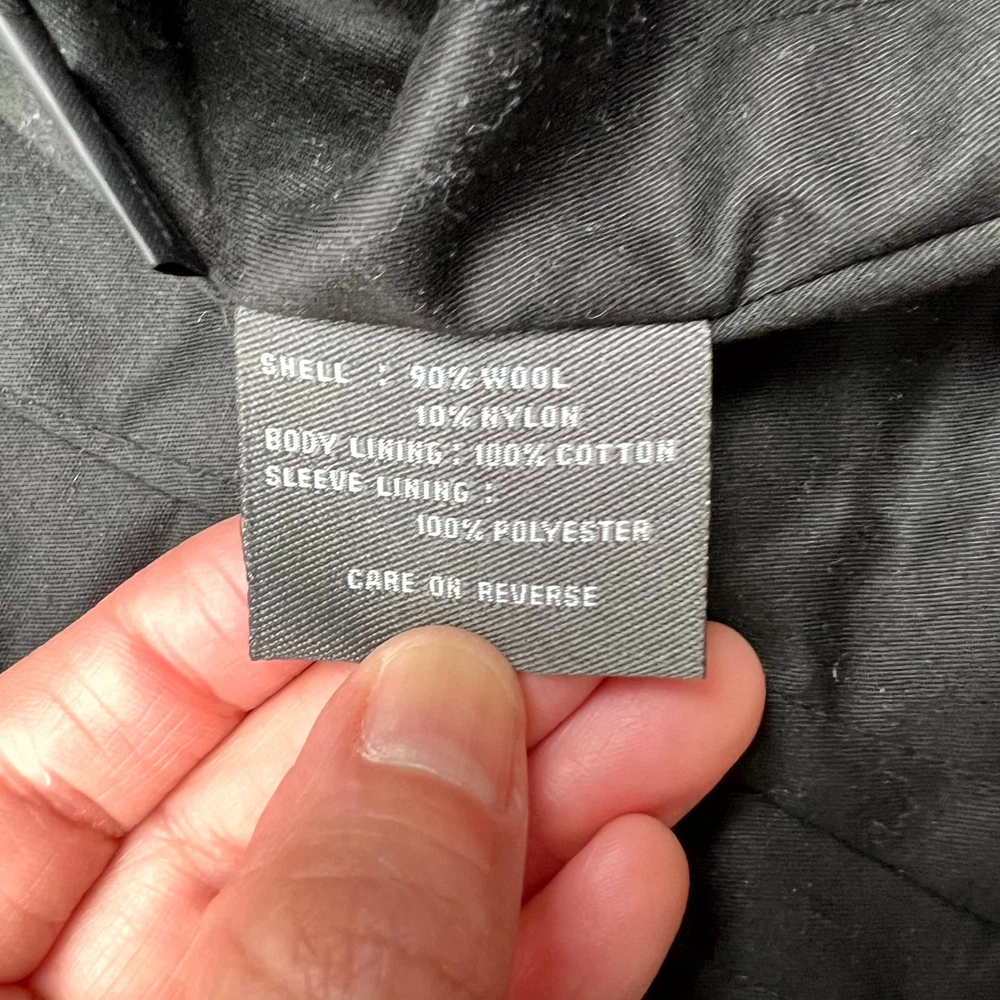 SHELL : 90% WOOL
10% NYLON
BODY LINING : 100% COTTON
SLEEVE LINING :
100% POLYESTER
CARE ON REVERSE